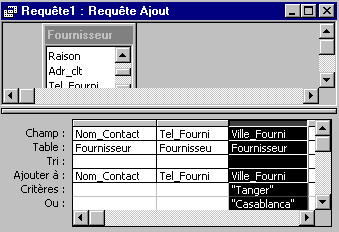 Requête1 : Requête Ajout
Fournisseur
Raison
Adr_clt
Tel_Fourni
Champ : Nom_Contact Tel_Fourni Ville_Fourni
Table : Fournisseur Fournisseu Fournisseur
Tri :
Ajouter à : Nom_Contact Tel_Fourni Ville_Fourni
Critères : "Tanger"
Ou : "Casablanca"